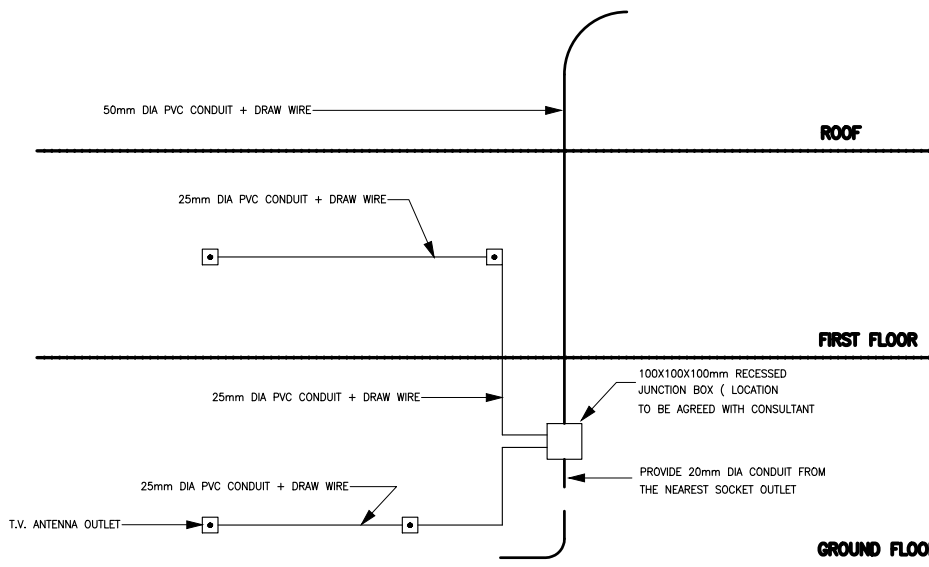 50mm DIA PVC CONDUIT + DRAW WIRE
ROOF
25mm DIA PVC CONDUIT + DRAW WIRE
FIRST FLOOR
100X100X100mm RECESSED
JUNCTION BOX ( LOCATION
TO BE AGREED WITH CONSULTANT
25mm DIA PVC CONDUIT + DRAW WIRE
PROVIDE 20mm DIA CONDUIT FROM
THE NEAREST SOCKET OUTLET
25mm DIA PVC CONDUIT + DRAW WIRE
T.V. ANTENNA OUTLET
GROUND FLOO